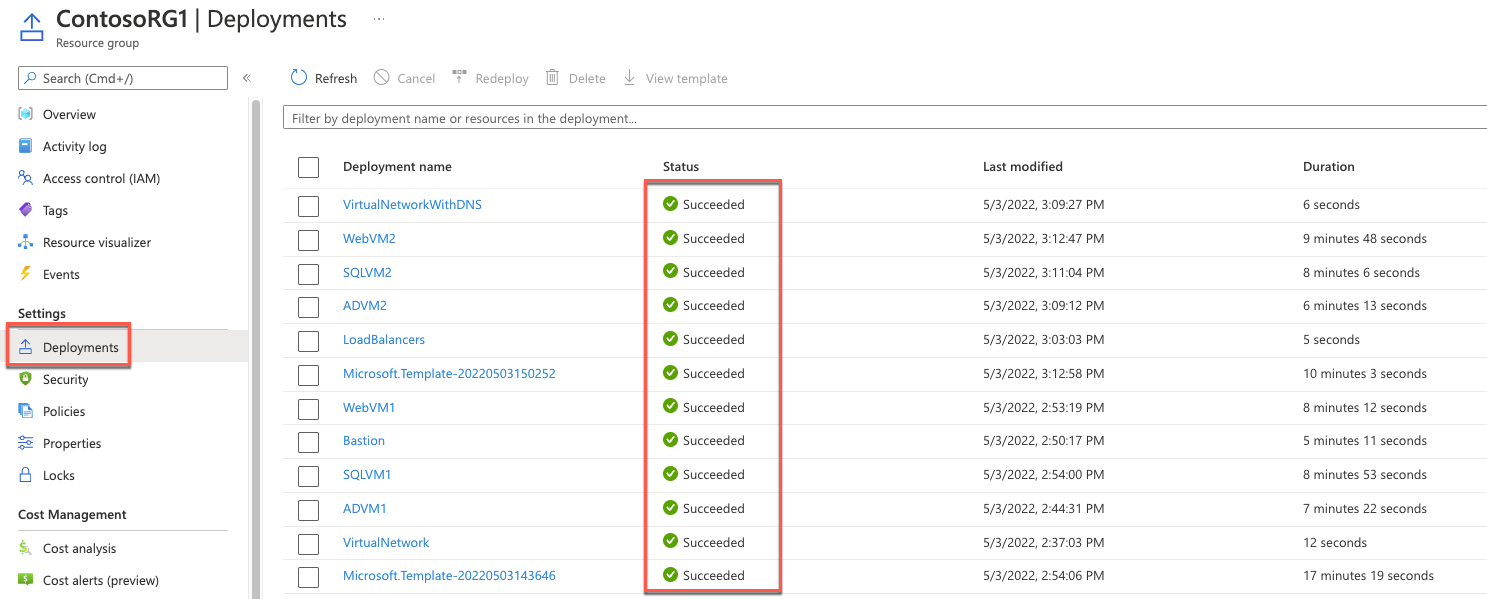 ContosoRG1 | Deployments ...
Resource group
Search (Cmd+/) «
Overview
Activity log
Access control (IAM)
Tags
Resource visualizer
Events
Settings
Deployments
Security
Policies
Properties
Locks
Cost Management
Cost analysis
Cost alerts (preview)
Refresh Cancel Redeploy Delete View template
Filter by deployment name or resources in the deployment...
Deployment name Status Last modified Duration
VirtualNetworkWithDNS Succeeded 5/3/2022, 3:09:27 PM 6 seconds
WebVM2 Succeeded 5/3/2022, 3:12:47 PM 9 minutes 48 seconds
SQLVM2 Succeeded 5/3/2022, 3:11:04 PM 8 minutes 6 seconds
ADVM2 Succeeded 5/3/2022, 3:09:12 PM 6 minutes 13 seconds
LoadBalancers Succeeded 5/3/2022, 3:03:03 PM 5 seconds
Microsoft.Template-20220503150252 Succeeded 5/3/2022, 3:12:58 PM 10 minutes 3 seconds
WebVM1 Succeeded 5/3/2022, 2:53:19 PM 8 minutes 12 seconds
Bastion Succeeded 5/3/2022, 2:50:17 PM 5 minutes 11 seconds
SQLVM1 Succeeded 5/3/2022, 2:54:00 PM 8 minutes 53 seconds
ADVM1 Succeeded 5/3/2022, 2:44:31 PM 7 minutes 22 seconds
VirtualNetwork Succeeded 5/3/2022, 2:37:03 PM 12 seconds
Microsoft.Template-20220503143646 Succeeded 5/3/2022, 2:54:06 PM 17 minutes 19 seconds